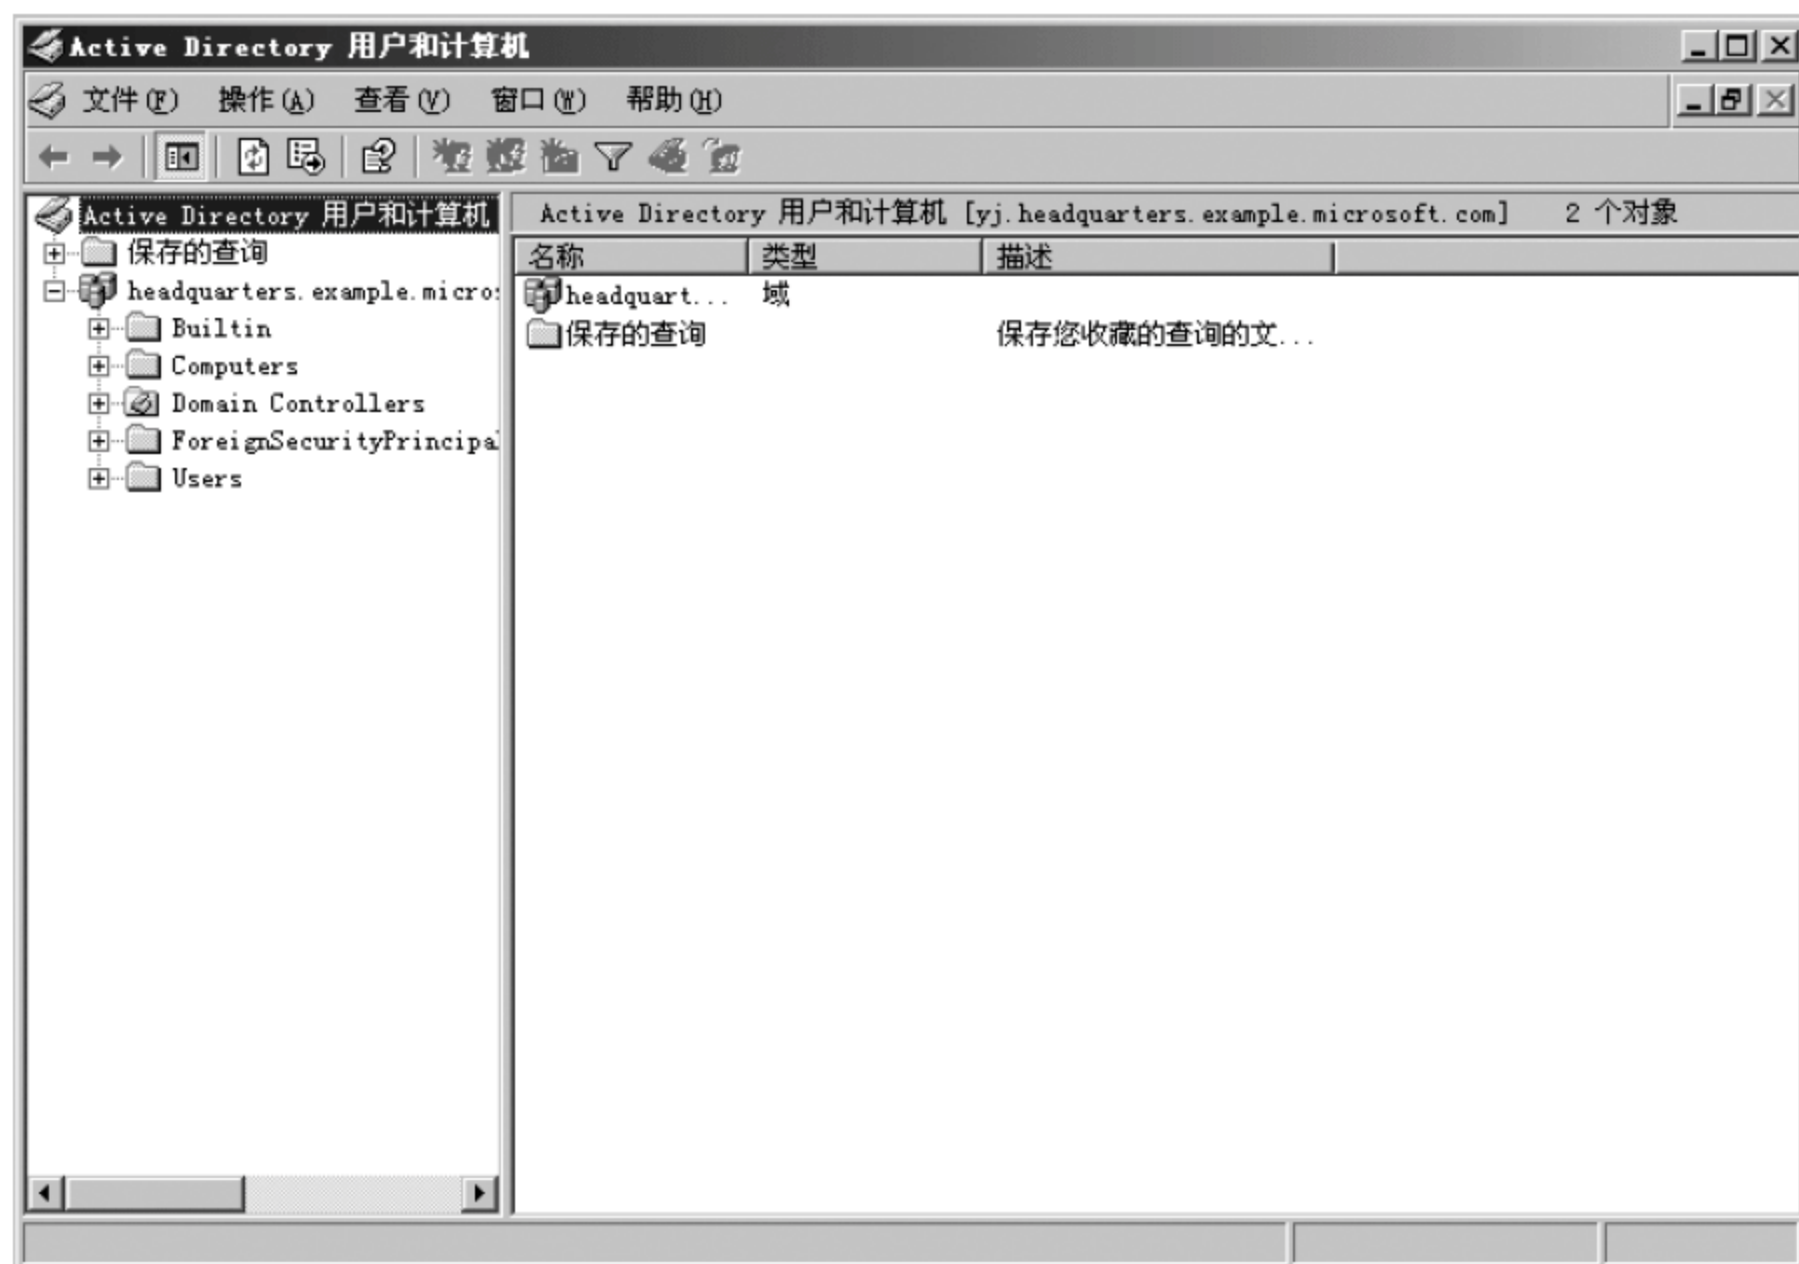 Active Directory 用户和计算机
文件(F) 操作(A) 查看(V) 窗口(W) 帮助(H)
Active Directory 用户和计算机
保存的查询
headquarters.example.micros
Builtin
Computers
Domain Controllers
ForeignSecurityPrincipal
Users
Active Directory 用户和计算机 [yj.headquarters.example.microsoft.com] 2 个对象
名称 类型 描述
headquart... 域
保存的查询 保存您收藏的查询的文...